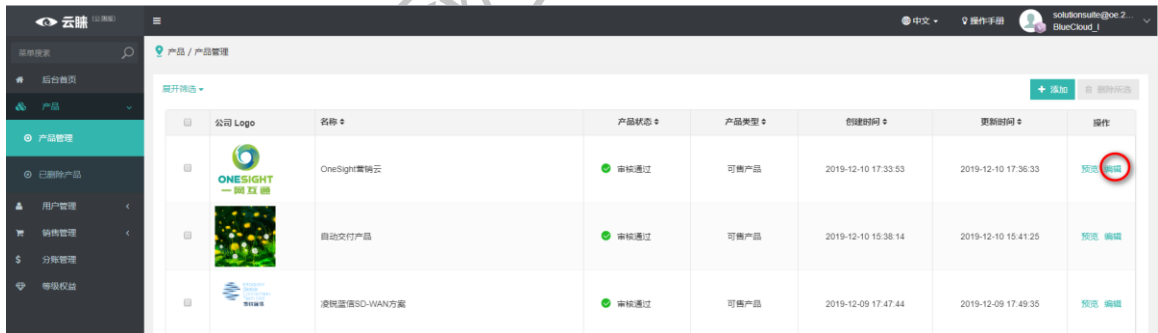 云睐 (公测版)
中文
操作手册
solutionsuite@oe.2...
BlueCloud_I
菜单搜索
产品 / 产品管理
后台首页
产品
产品管理
已删除产品
用户管理
销售管理
分账管理
等级权益
展开筛选
添加
删除所选
公司 Logo
名称
产品状态
产品类型
创建时间
更新时间
操作
ONESIGHT
一网互通
OneSight营销云
审核通过
可售产品
2019-12-10 17:33:53
2019-12-10 17:36:33
预览 编辑
自动交付产品
审核通过
可售产品
2019-12-10 15:38:14
2019-12-10 15:41:25
预览 编辑
凌锐蓝信SD-WAN方案
审核通过
可售产品
2019-12-09 17:47:44
2019-12-09 17:49:35
预览 编辑